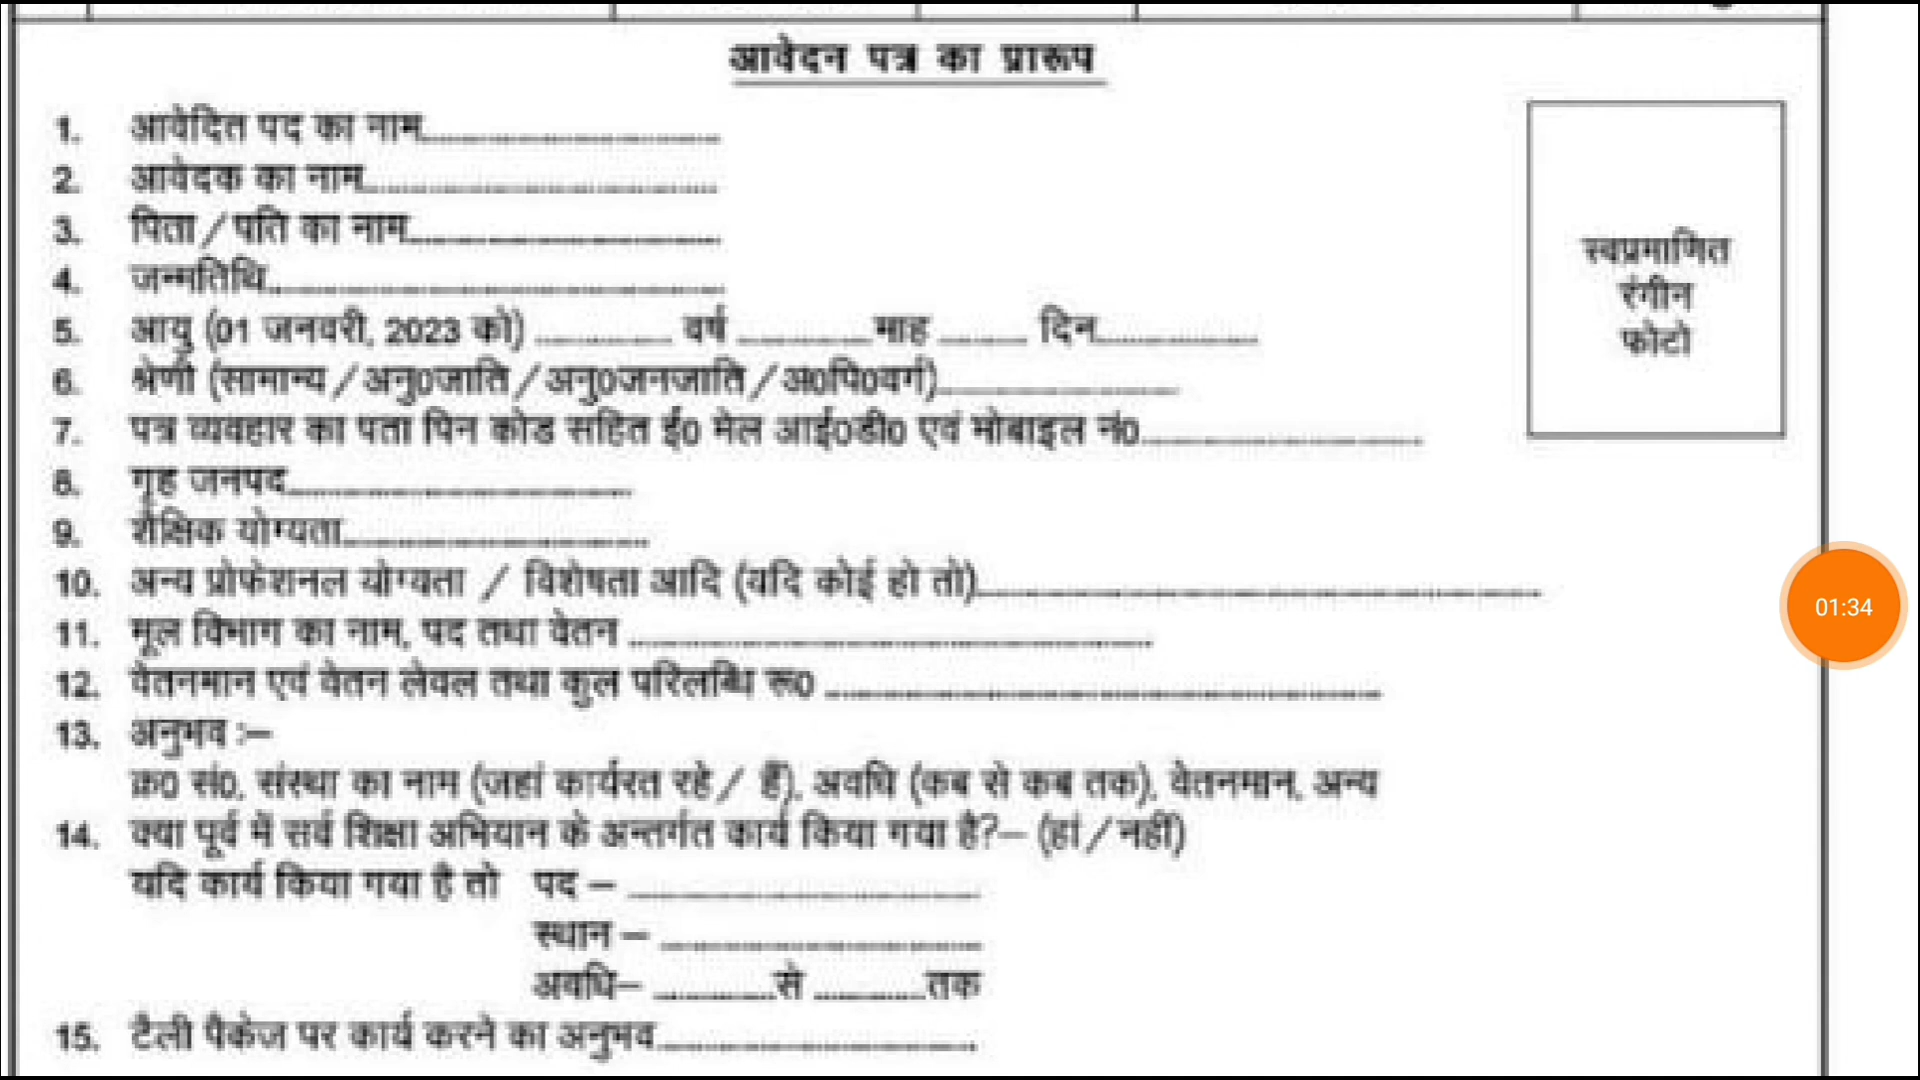 आवेदन पत्र का प्रारूप
1. आवेदित पद का नाम........................
2. आवेदक का नाम........................
3. पिता / पति का नाम........................
4. जन्मतिथि........................
5. आयु (01 जनवरी, 2023 को) ............ वर्ष ............माह ........ दिन............
6. श्रेणी (सामान्य / अनु0जाति / अनु0जनजाति / अ0पि0वर्ग)........................
7. पत्र व्यवहार का पता पिन कोड सहित ई0 मेल आई0डी0 एवं मोबाइल नं0........................
8. गृह जनपद........................
9. शैक्षिक योग्यता........................
10. अन्य प्रोफेशनल योग्यता / विशेषता आदि (यदि कोई हो तो)........................
11. मूल विभाग का नाम, पद तथा वेतन ........................
12. वेतनमान एवं वेतन लेवल तथा कुल परिलब्धि रू0 ........................
13. अनुभव :–
क्र0 सं0, संस्था का नाम (जहां कार्यरत रहे / हैं), अवधि (कब से कब तक), वेतनमान, अन्य
14. क्या पूर्व में सर्व शिक्षा अभियान के अन्तर्गत कार्य किया गया है?– (हां / नहीं)
यदि कार्य किया गया है तो पद – ........................
स्थान – ........................
अवधि– ............से ............तक
15. टैली पैकेज पर कार्य करने का अनुभव........................
स्वप्रमाणित
रंगीन
फोटो
01:34